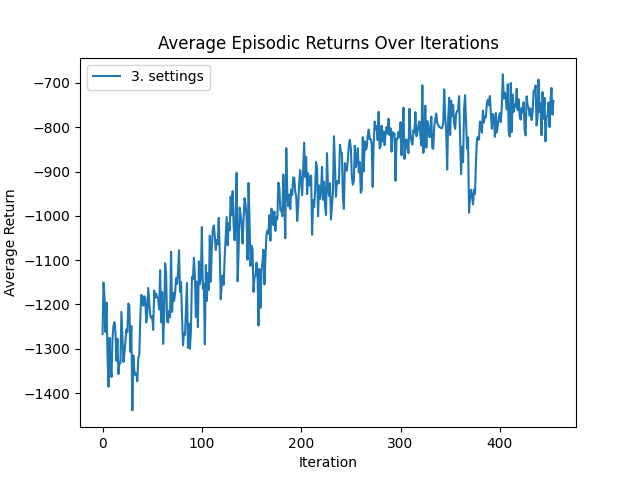 Average Episodic Returns Over Iterations
3. settings
Average Return
−700
−800
−900
−1000
−1100
−1200
−1300
−1400
0 100 200 300 400
Iteration